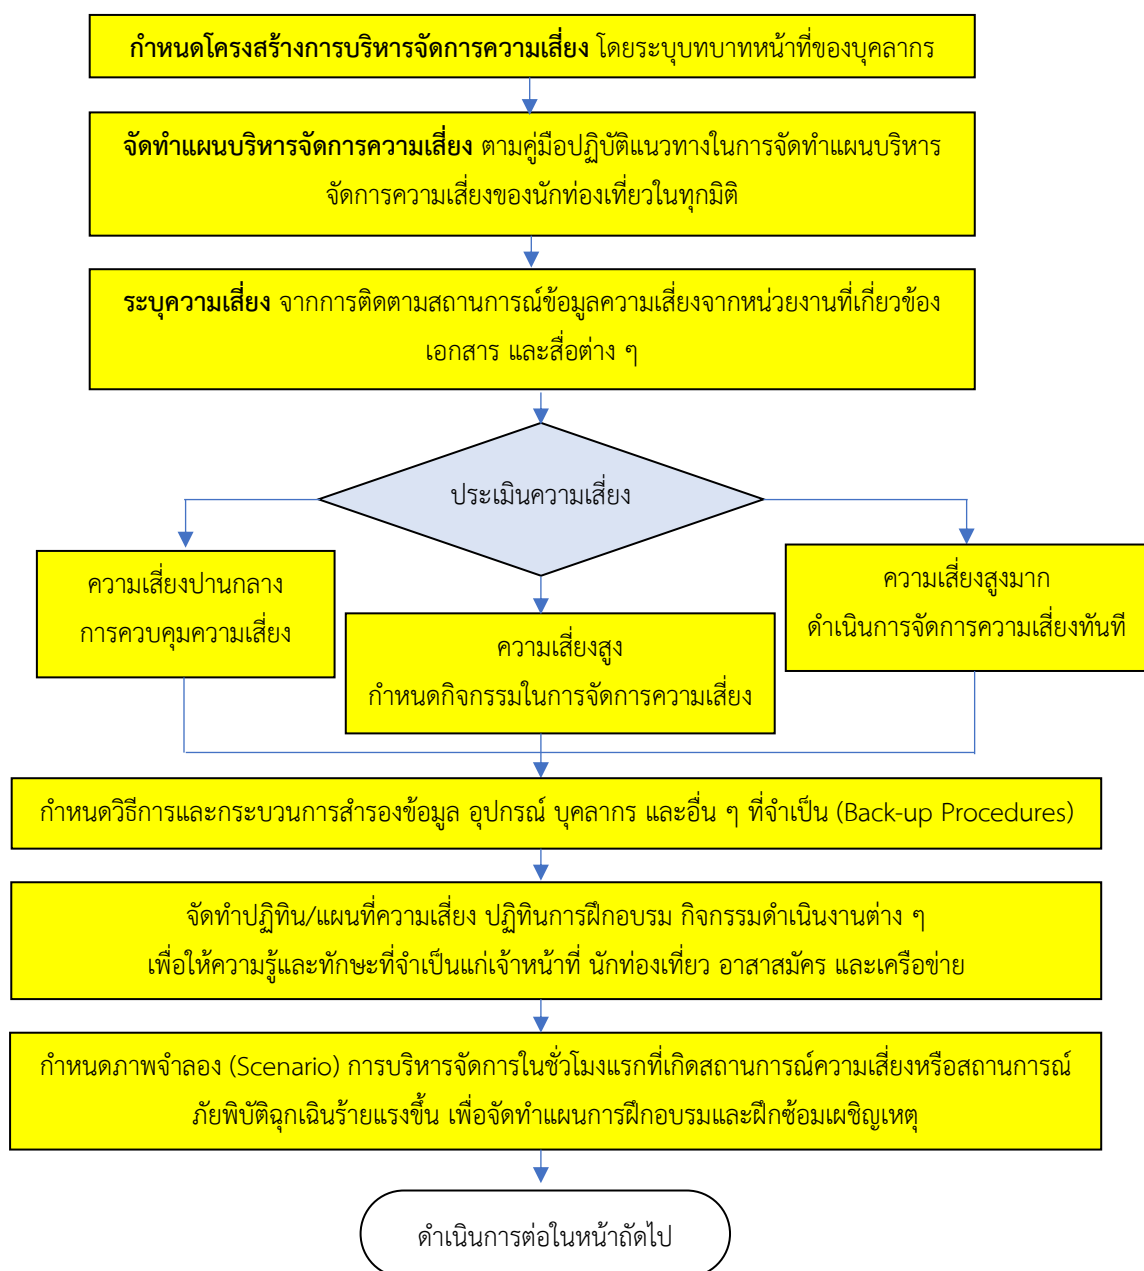 กำหนดโครงสร้างการบริหารจัดการความเสี่ยง โดยระบุบทบาทหน้าที่ของบุคลากร
จัดทำแผนบริหารจัดการความเสี่ยง ตามคู่มือปฏิบัติแนวทางในการจัดทำแผนบริหาร
จัดการความเสี่ยงของนักท่องเที่ยวในทุกมิติ
ระบุความเสี่ยง จากการติดตามสถานการณ์ข้อมูลความเสี่ยงจากหน่วยงานที่เกี่ยวข้อง
เอกสาร และสื่อต่าง ๆ
ประเมินความเสี่ยง
ความเสี่ยงปานกลาง
การควบคุมความเสี่ยง
ความเสี่ยงสูง
กำหนดกิจกรรมในการจัดการความเสี่ยง
ความเสี่ยงสูงมาก
ดำเนินการจัดการความเสี่ยงทันที
กำหนดวิธีการและกระบวนการสำรองข้อมูล อุปกรณ์ บุคลากร และอื่น ๆ ที่จำเป็น (Back-up Procedures)
จัดทำปฏิทิน/แผนที่ความเสี่ยง ปฏิทินการฝึกอบรม กิจกรรมดำเนินงานต่าง ๆ
เพื่อให้ความรู้และทักษะที่จำเป็นแก่เจ้าหน้าที่ นักท่องเที่ยว อาสาสมัคร และเครือข่าย
กำหนดภาพจำลอง (Scenario) การบริหารจัดการในชั่วโมงแรกที่เกิดสถานการณ์ความเสี่ยงหรือสถานการณ์
ภัยพิบัติฉุกเฉินร้ายแรงขึ้น เพื่อจัดทำแผนการฝึกอบรมและฝึกซ้อมเผชิญเหตุ
ดำเนินการต่อในหน้าถัดไป